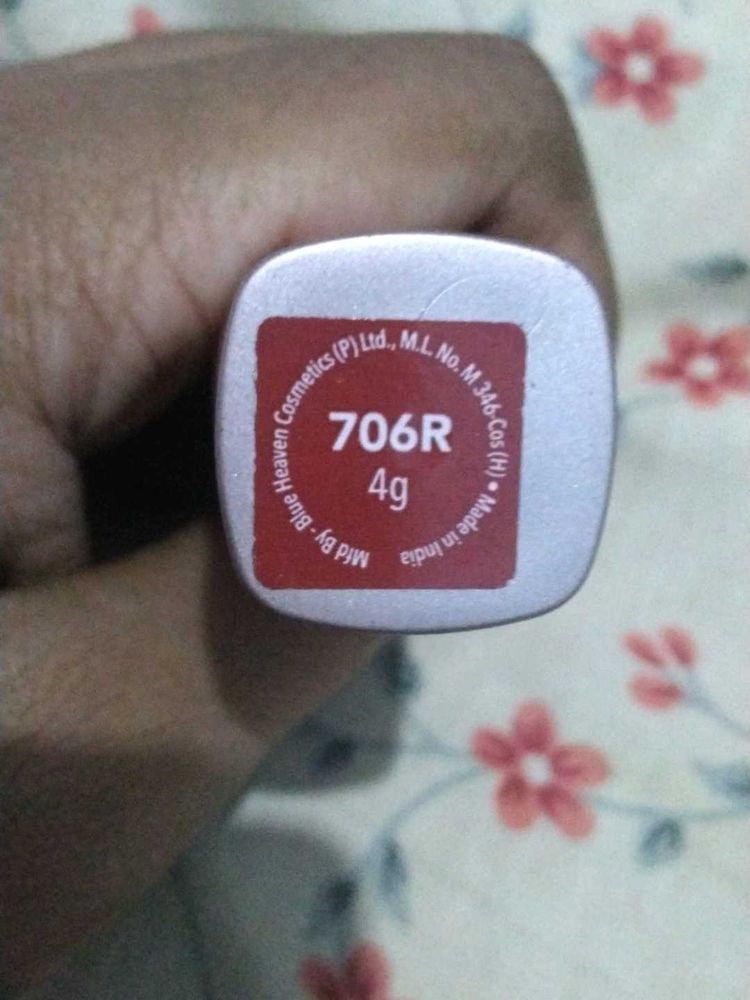 Mfd By - Blue Heaven Cosmetics (P) Ltd., M.L. No. M 346-Cos (H) • Made in India
706R
4g